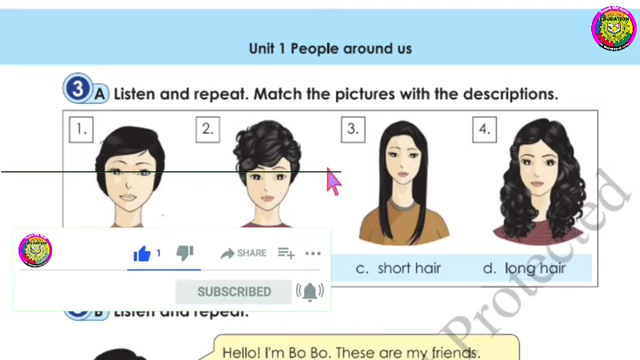 EDUCATION
Unit 1 People around us
3 A Listen and repeat. Match the pictures with the descriptions.
1. 2. 3. 4.
1 SHARE
c. short hair d. long hair
SUBSCRIBED
B Listen and repeat.
Hello! I'm Bo Bo. These are my friends.
Protected